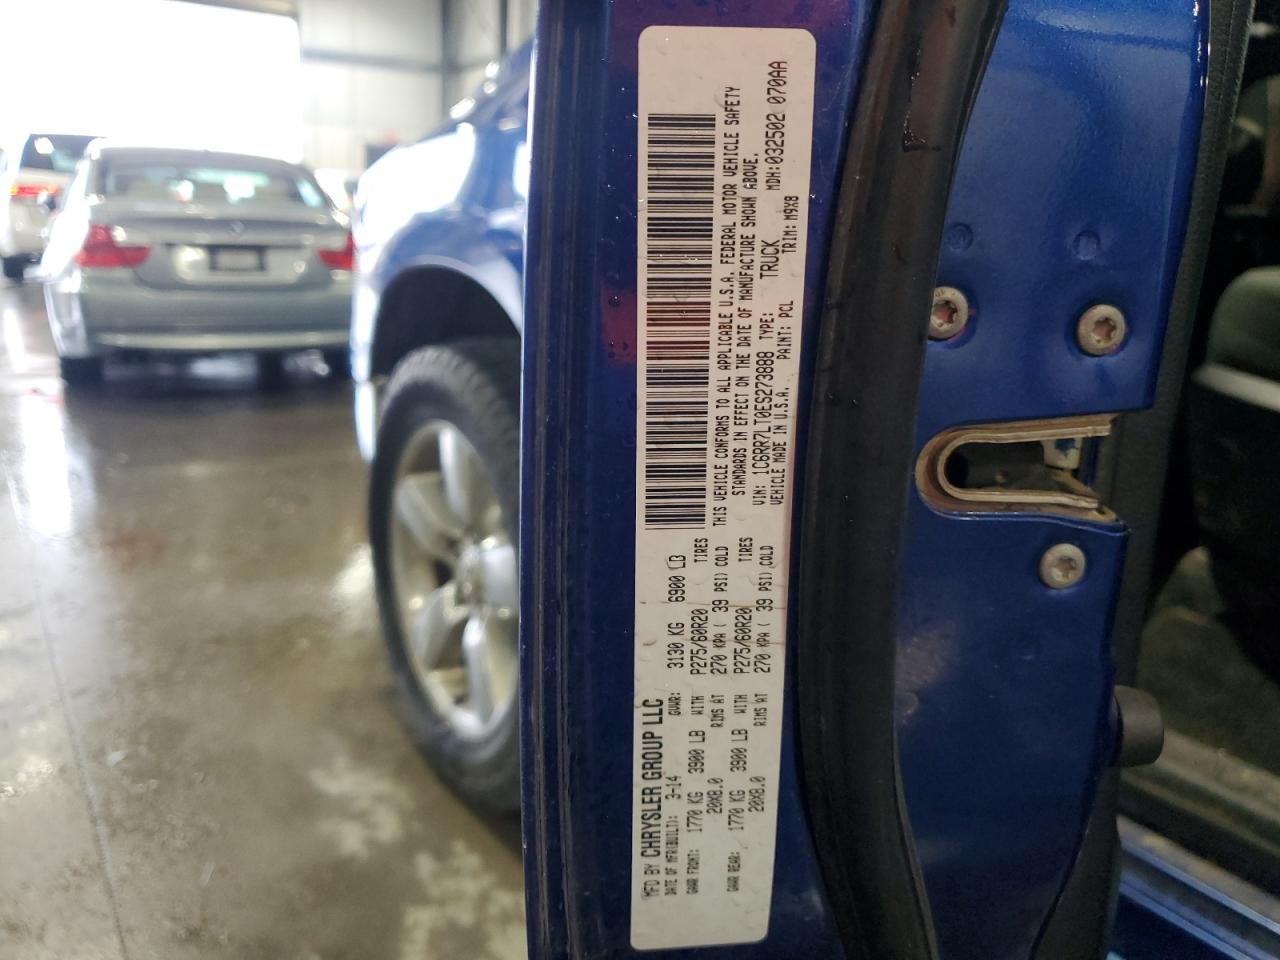 MFD BY CHRYSLER GROUP LLC
DATE OF MFR(BUILT): 3-14 GVWR: 3130 KG 6900 LB
GAWR FRONT: 1770 KG 3900 LB WITH P275/60R20 TIRES
20X8.0 RIMS AT 270 KPA ( 39 PSI) COLD
GAWR REAR: 1770 KG 3900 LB WITH P275/60R20 TIRES
20X8.0 RIMS AT 270 KPA ( 39 PSI) COLD
THIS VEHICLE CONFORMS TO ALL APPLICABLE U.S.A. FEDERAL MOTOR VEHICLE SAFETY
STANDARDS IN EFFECT ON THE DATE OF MANUFACTURE SHOWN ABOVE.
VIN: 1C6RR7LT0ES273888 TYPE: TRUCK MDH:032502 070AA
VEHICLE MADE IN U.S.A. PAINT: PCL TRIM: M9X8